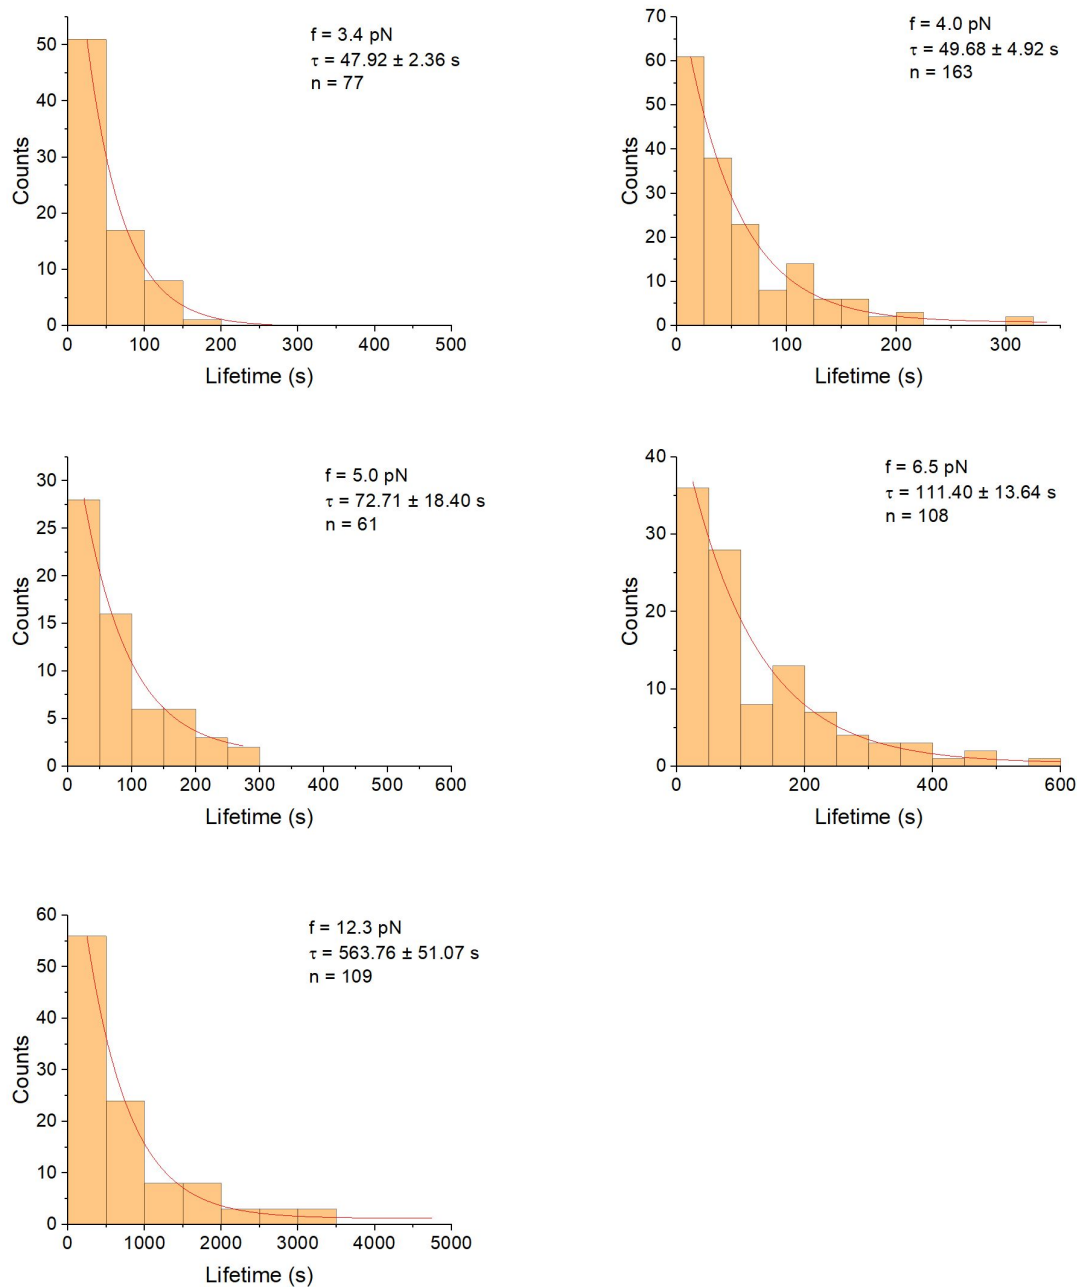 f = 3.4 pN
τ = 47.92 ± 2.36 s
n = 77
50
40
30
20
10
0
Counts
0 100 200 300 400 500
Lifetime (s)
f = 4.0 pN
τ = 49.68 ± 4.92 s
n = 163
70
60
50
40
30
20
10
0
Counts
0 100 200 300
Lifetime (s)
f = 5.0 pN
τ = 72.71 ± 18.40 s
n = 61
30
25
20
15
10
5
0
Counts
0 100 200 300 400 500 600
Lifetime (s)
f = 6.5 pN
τ = 111.40 ± 13.64 s
n = 108
40
30
20
10
0
Counts
0 200 400 600
Lifetime (s)
f = 12.3 pN
τ = 563.76 ± 51.07 s
n = 109
60
50
40
30
20
10
0
Counts
0 1000 2000 3000 4000 5000
Lifetime (s)